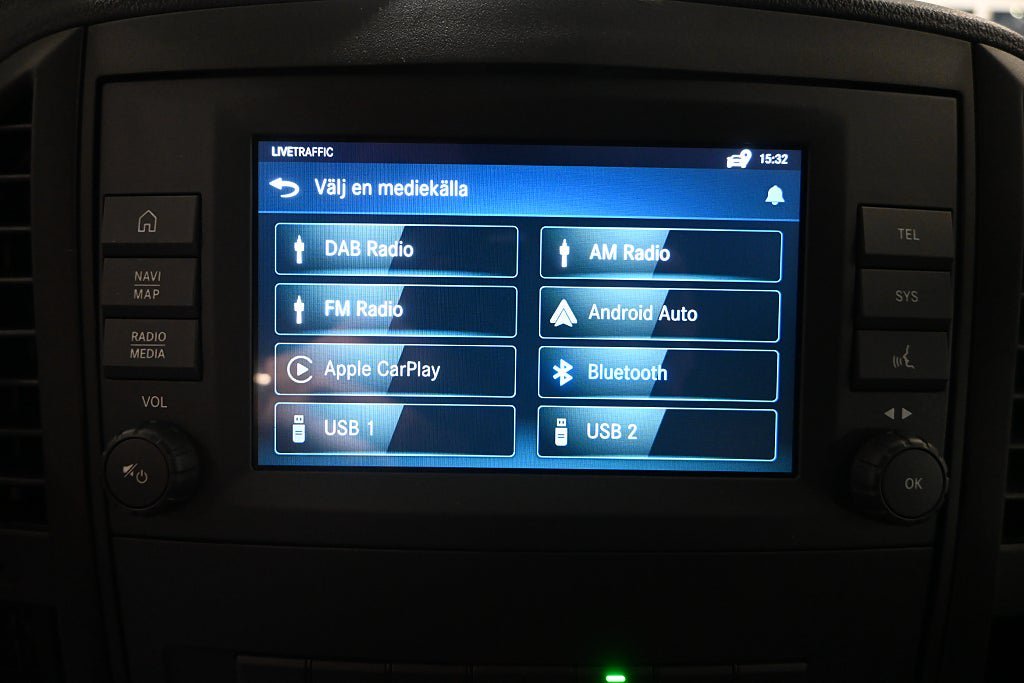 LIVETRAFFIC
15:32
Välj en mediekälla
DAB Radio
AM Radio
FM Radio
Android Auto
Apple CarPlay
Bluetooth
USB 1
USB 2
NAVI
MAP
RADIO
MEDIA
VOL
TEL
SYS
OK